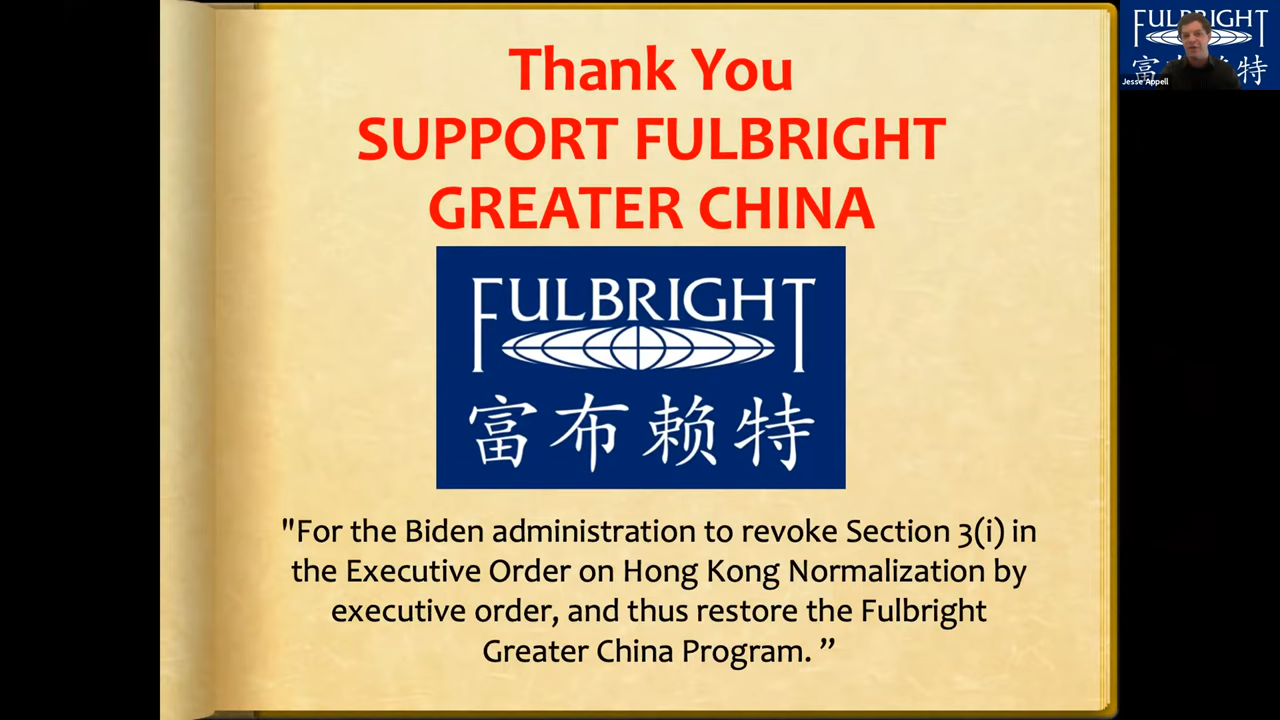 Thank You
SUPPORT FULBRIGHT
GREATER CHINA
FULBRIGHT
富布赖特
"For the Biden administration to revoke Section 3(i) in
the Executive Order on Hong Kong Normalization by
executive order, and thus restore the Fulbright
Greater China Program. ”
FULBRIGHT
Jesse Appell